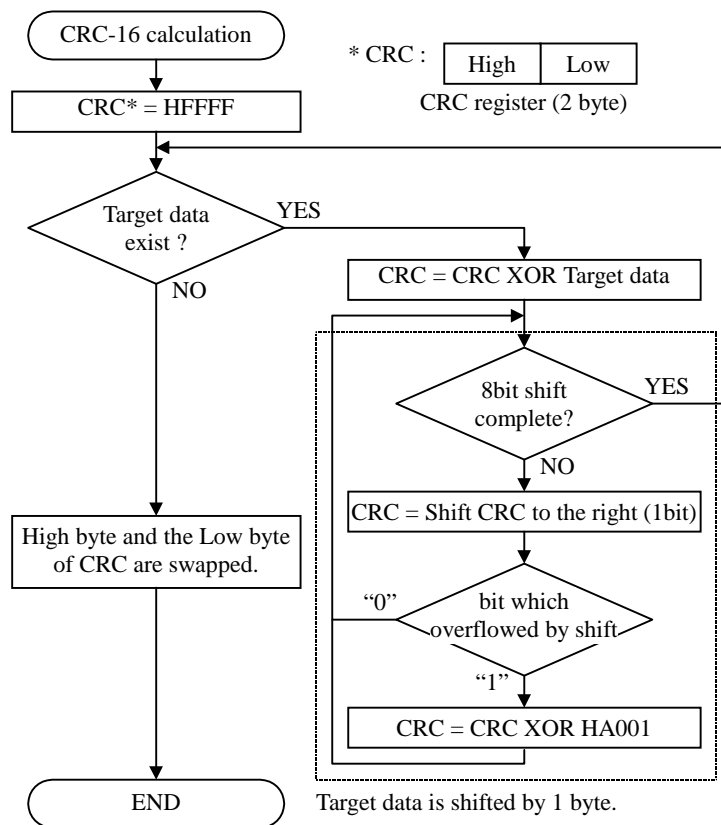 CRC-16 calculation
* CRC :
High
Low
CRC register (2 byte)
CRC* = HFFFF
Target data
exist ?
YES
NO
CRC = CRC XOR Target data
8bit shift
complete?
YES
NO
CRC = Shift CRC to the right (1bit)
High byte and the Low byte
of CRC are swapped.
“0”
bit which
overflowed by shift
“1”
CRC = CRC XOR HA001
END
Target data is shifted by 1 byte.